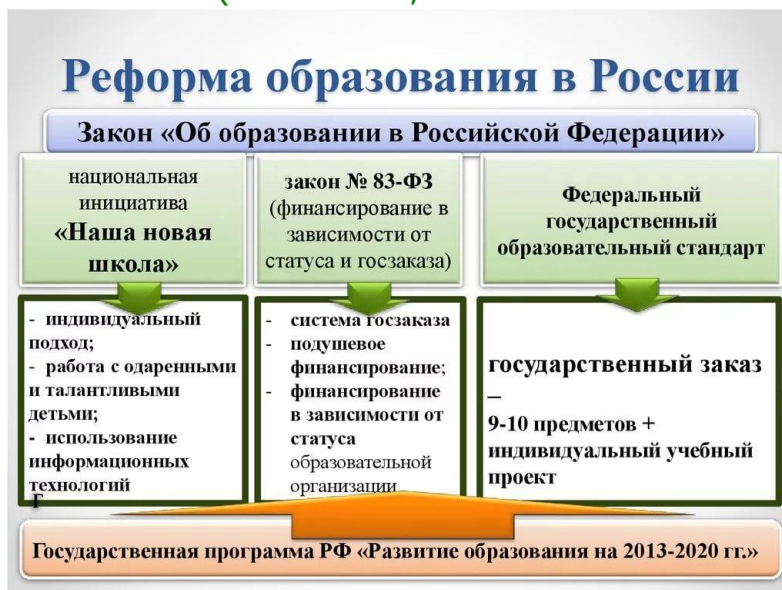 Реформа образования в России
Закон «Об образовании в Российской Федерации»
национальная
инициатива
«Наша новая
школа»
закон № 83-ФЗ
(финансирование в
зависимости от
статуса и госзаказа)
Федеральный
государственный
образовательный стандарт
- индивидуальный
подход;
- работа с одаренными
и талантливыми
детьми;
- использование
информационных
технологий
Г
- система госзаказа
- подушевое
финансирование;
- финансирование
в зависимости от
статуса
образовательной
организации
государственный заказ
–
9-10 предметов +
индивидуальный учебный
проект
Государственная программа РФ «Развитие образования на 2013-2020 гг.»